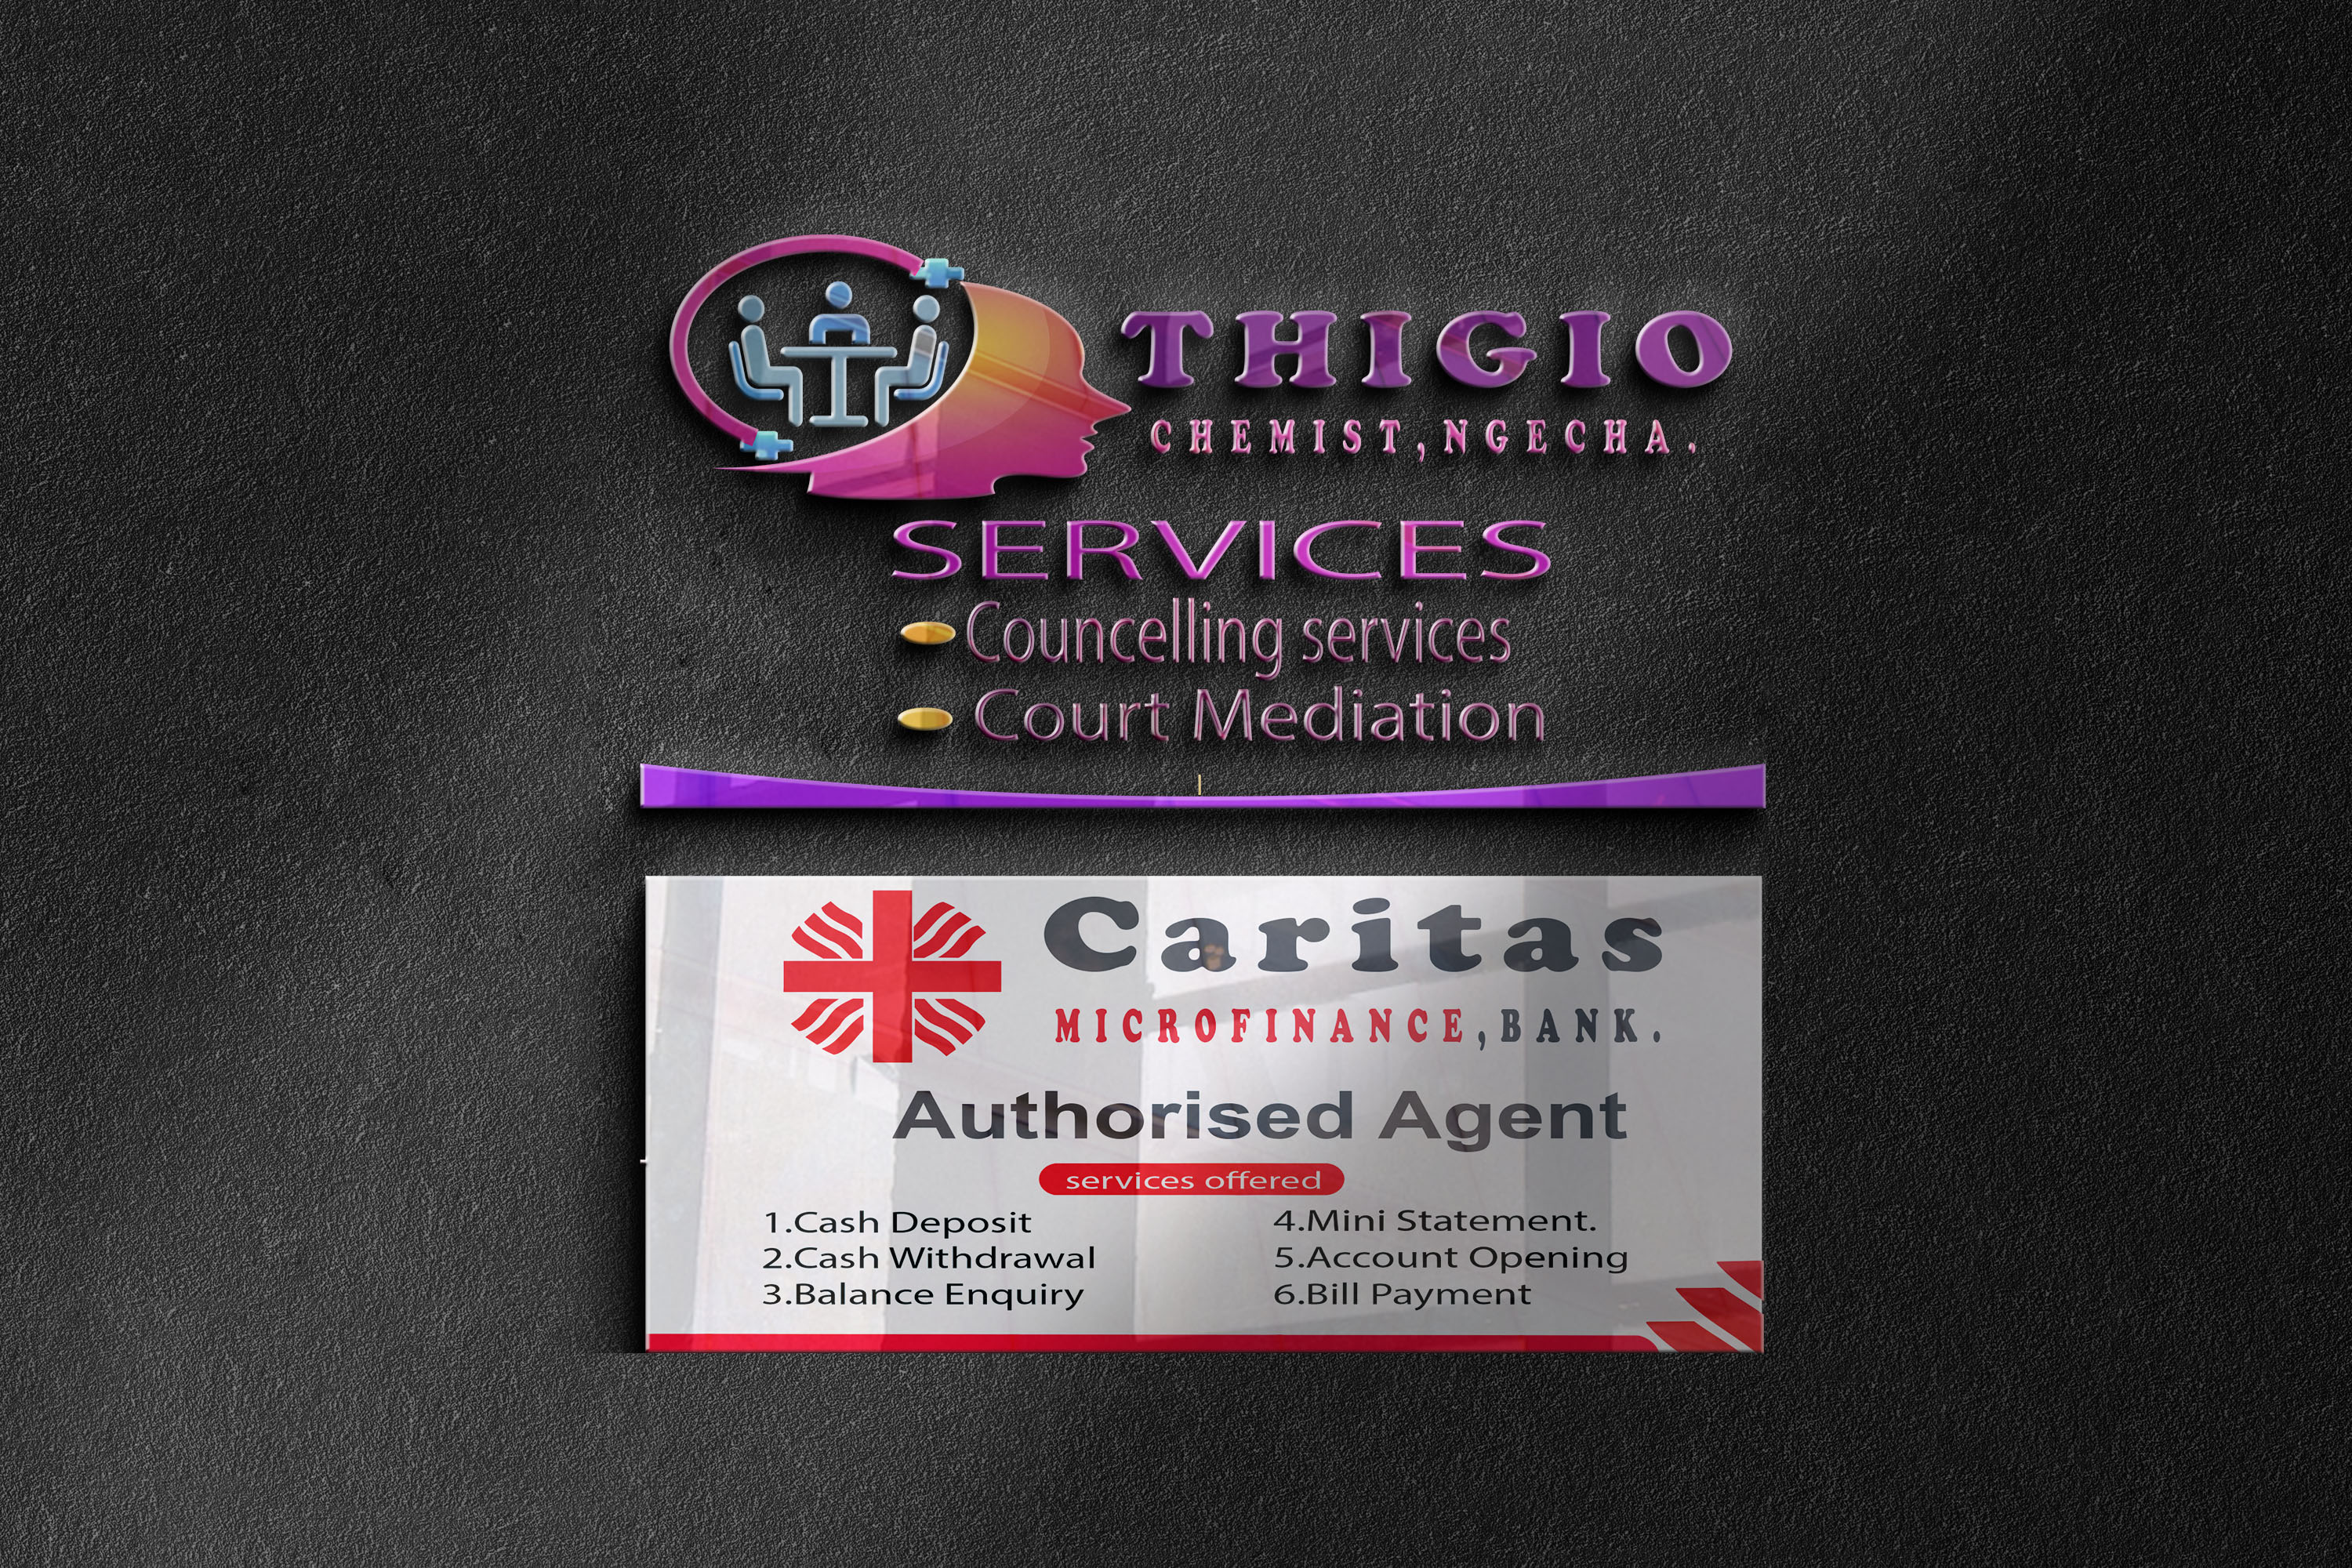 THIGIO
CHEMIST,NGECHA.
SERVICES
Councelling services
Court Mediation
Caritas
MICROFINANCE,BANK.
Authorised Agent
services offered
1.Cash Deposit
2.Cash Withdrawal
3.Balance Enquiry
4.Mini Statement.
5.Account Opening
6.Bill Payment